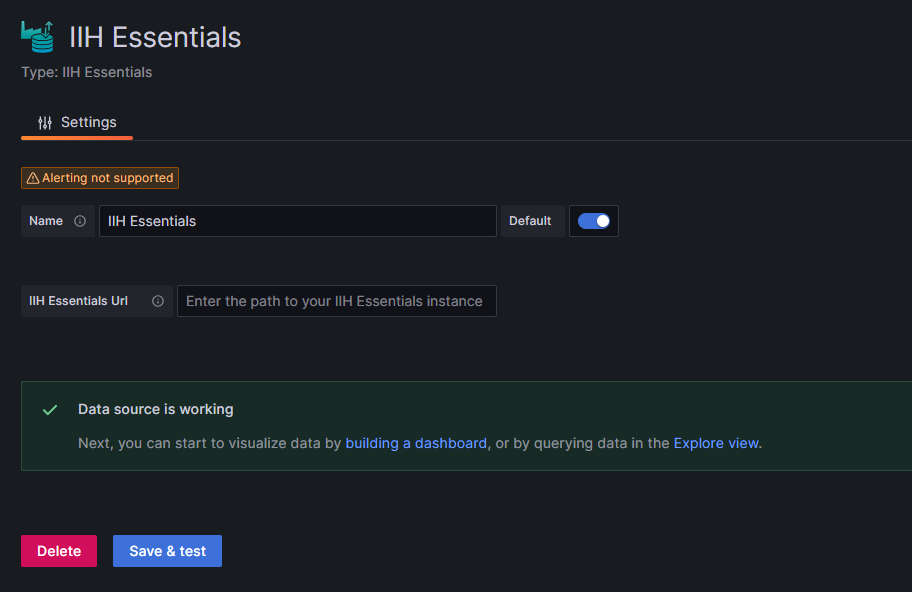 IIH Essentials
Type: IIH Essentials
Settings
Alerting not supported
Name IIH Essentials Default
IIH Essentials Url Enter the path to your IIH Essentials instance
Data source is working
Next, you can start to visualize data by building a dashboard, or by querying data in the Explore view.
Delete Save & test